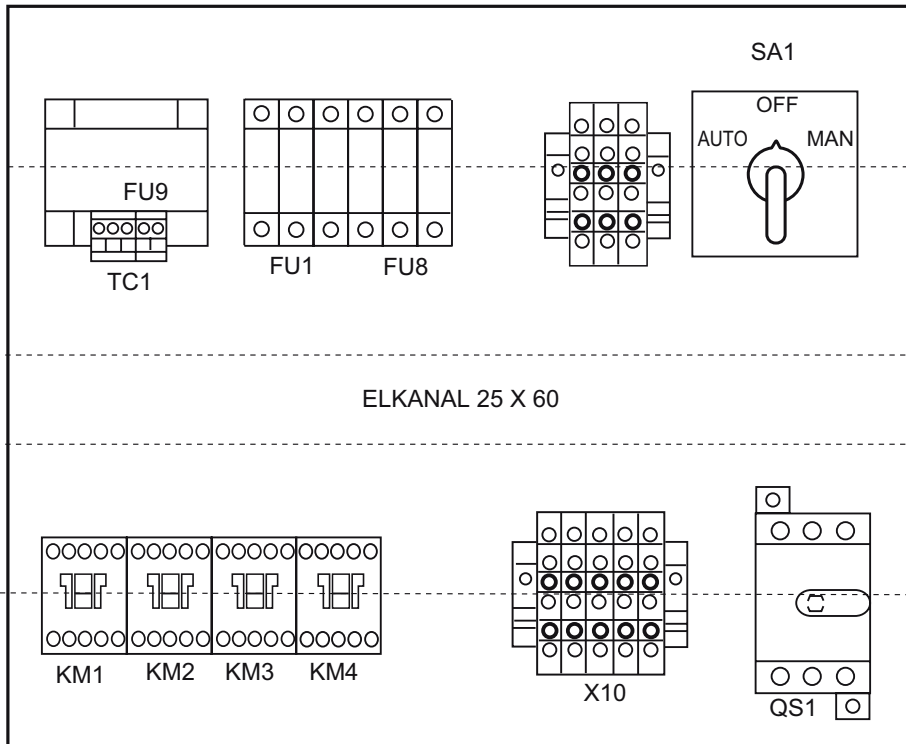 SA1
OFF
AUTO
MAN
FU9
TC1
FU1
FU8
ELKANAL 25 X 60
KM1
KM2
KM3
KM4
X10
QS1